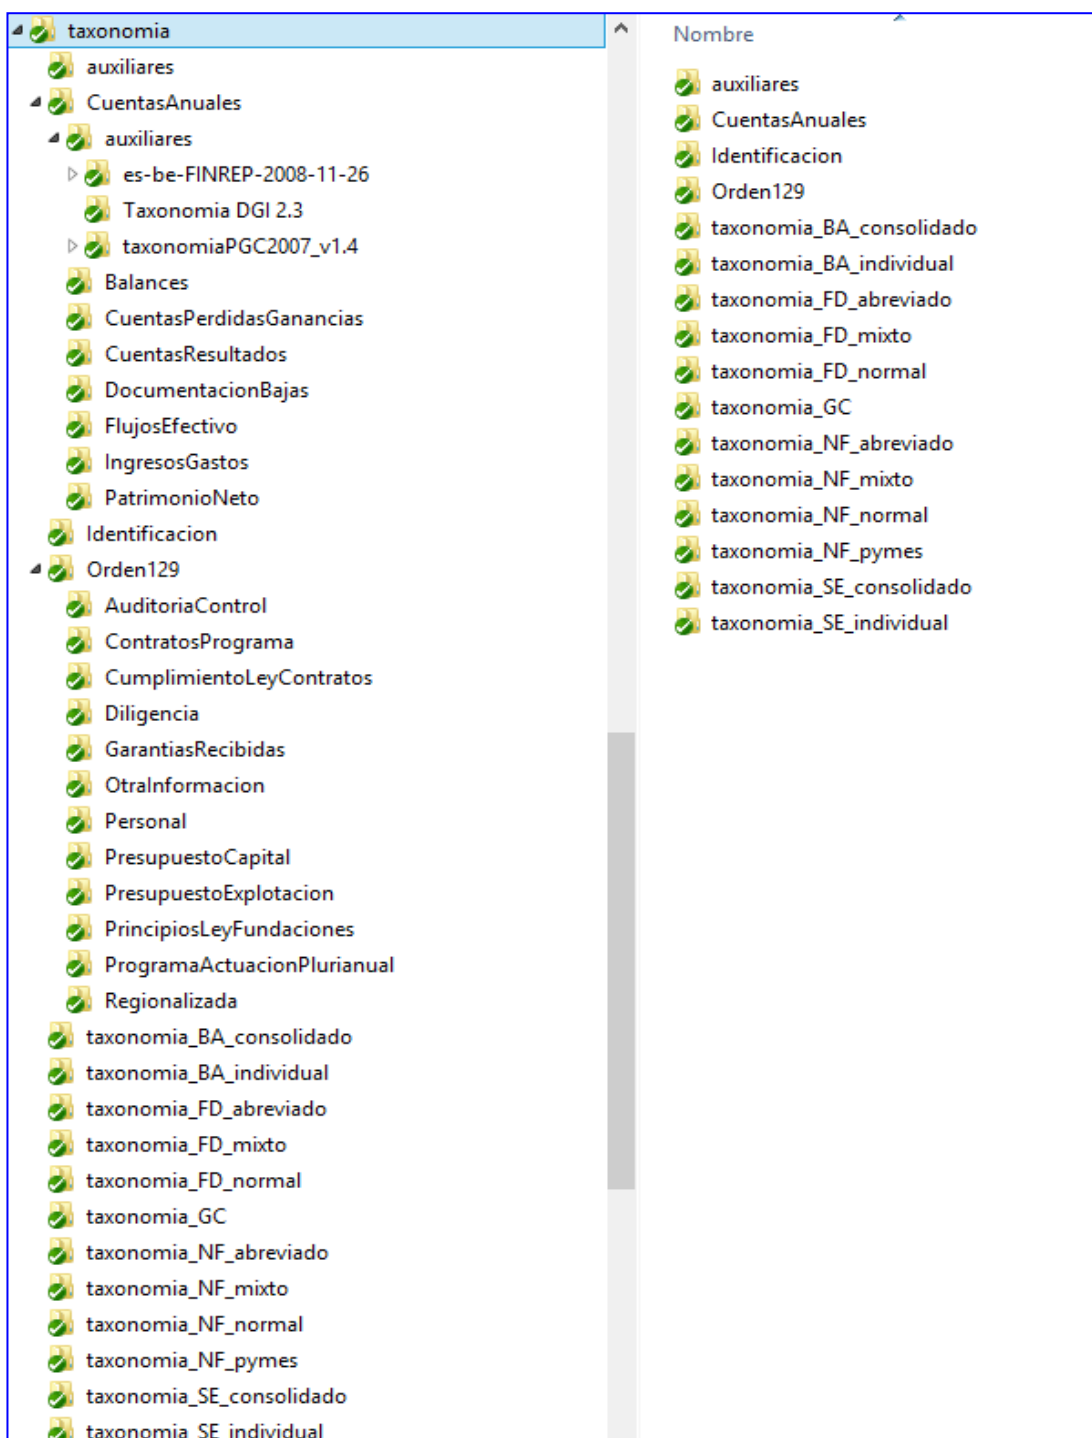 taxonomia
auxiliares
CuentasAnuales
auxiliares
es-be-FINREP-2008-11-26
Taxonomia DGI 2.3
taxonomiaPGC2007_v1.4
Balances
CuentasPerdidasGanancias
CuentasResultados
DocumentacionBajas
FlujosEfectivo
IngresosGastos
PatrimonioNeto
Identificacion
Orden129
AuditoriaControl
ContratosPrograma
CumplimientoLeyContratos
Diligencia
GarantiasRecibidas
OtraInformacion
Personal
PresupuestoCapital
PresupuestoExplotacion
PrincipiosLeyFundaciones
ProgramaActuacionPlurianual
Regionalizada
taxonomia_BA_consolidado
taxonomia_BA_individual
taxonomia_FD_abreviado
taxonomia_FD_mixto
taxonomia_FD_normal
taxonomia_GC
taxonomia_NF_abreviado
taxonomia_NF_mixto
taxonomia_NF_normal
taxonomia_NF_pymes
taxonomia_SE_consolidado
taxonomia_SE_individual
Nombre
auxiliares
CuentasAnuales
Identificacion
Orden129
taxonomia_BA_consolidado
taxonomia_BA_individual
taxonomia_FD_abreviado
taxonomia_FD_mixto
taxonomia_FD_normal
taxonomia_GC
taxonomia_NF_abreviado
taxonomia_NF_mixto
taxonomia_NF_normal
taxonomia_NF_pymes
taxonomia_SE_consolidado
taxonomia_SE_individual